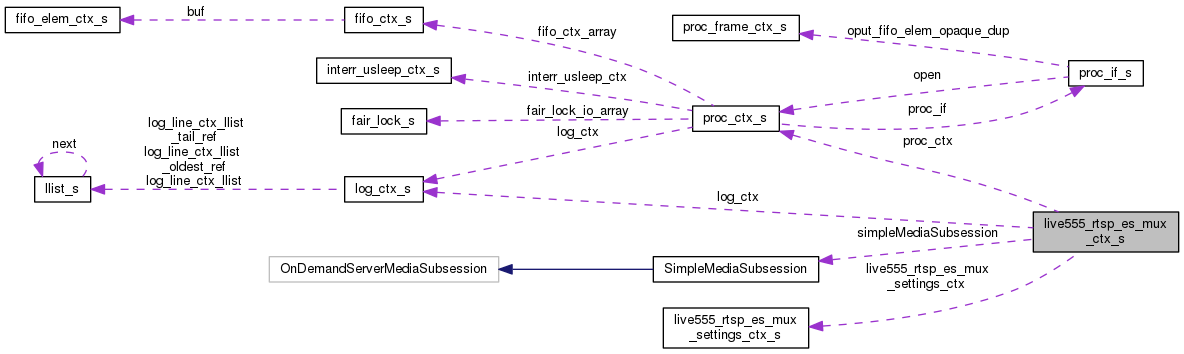 fifo_elem_ctx_s
buf
fifo_ctx_s
proc_frame_ctx_s
oput_fifo_elem_opaque_dup
fifo_ctx_array
interr_usleep_ctx_s
interr_usleep_ctx
open
proc_if_s
fair_lock_s
fair_lock_io_array
proc_ctx_s
proc_if
log_line_ctx_llist
_tail_ref
log_line_ctx_llist
_oldest_ref
log_line_ctx_llist
next
llist_s
log_ctx
proc_ctx
log_ctx_s
log_ctx
live555_rtsp_es_mux
_ctx_s
simpleMediaSubsession
OnDemandServerMediaSubsession
SimpleMediaSubsession
live555_rtsp_es_mux
_settings_ctx
live555_rtsp_es_mux
_settings_ctx_s